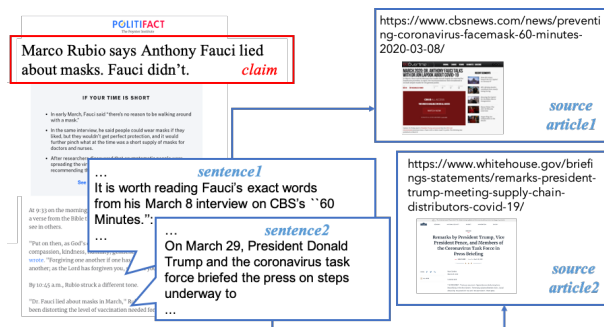 POLITIFACT
The Poynter Institute
Marco Rubio says Anthony Fauci lied
about masks. Fauci didn't. claim
IF YOUR TIME IS SHORT
• In early March, Fauci said "there's no reason to be walking around
with a mask."
• In the same interview, he said people could wear masks if they
liked, but they wouldn't get perfect protection, and it would
further pinch what at the time was a short supply of masks for
doctors and nurses.
• After researchers
spreading the
recommending
See
At 9:33 on the morning
a verse from the Bible
see in others.
"Put on, as God's
compassion, kindness,
wrote. "Forgiving one another if one has
another; as the Lord has forgiven you,
By 10:45 a.m., Rubio struck a different tone.
"Dr. Fauci lied about masks in March,"
been distorting the level of vaccination needed for
... sentence1
It is worth reading Fauci's exact words
from his March 8 interview on CBS's ``60
Minutes.'':
...
... sentence2
On March 29, President Donald
Trump and the coronavirus task
force briefed the press on steps
underway to
...
https://www.cbsnews.com/news/preventi
ng-coronavirus-facemask-60-minutes-
2020-03-08/
source
article1
https://www.whitehouse.gov/briefi
ngs-statements/remarks-president-
trump-meeting-supply-chain-
distributors-covid-19/
Remarks by President Trump, Vice
President Pence, and Members of
the Coronavirus Task Force in
Press Briefing
source
article2